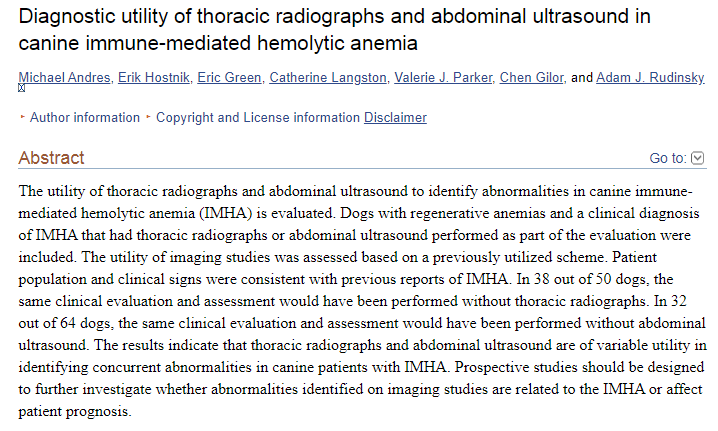 Diagnostic utility of thoracic radiographs and abdominal ultrasound in
canine immune-mediated hemolytic anemia
Michael Andres, Erik Hostnik, Eric Green, Catherine Langston, Valerie J. Parker, Chen Gilor, and Adam J. Rudinsky
▸ Author information ▸ Copyright and License information Disclaimer
Abstract
Go to:
The utility of thoracic radiographs and abdominal ultrasound to identify abnormalities in canine immune-
mediated hemolytic anemia (IMHA) is evaluated. Dogs with regenerative anemias and a clinical diagnosis
of IMHA that had thoracic radiographs or abdominal ultrasound performed as part of the evaluation were
included. The utility of imaging studies was assessed based on a previously utilized scheme. Patient
population and clinical signs were consistent with previous reports of IMHA. In 38 out of 50 dogs, the
same clinical evaluation and assessment would have been performed without thoracic radiographs. In 32
out of 64 dogs, the same clinical evaluation and assessment would have been performed without abdominal
ultrasound. The results indicate that thoracic radiographs and abdominal ultrasound are of variable utility in
identifying concurrent abnormalities in canine patients with IMHA. Prospective studies should be designed
to further investigate whether abnormalities identified on imaging studies are related to the IMHA or affect
patient prognosis.